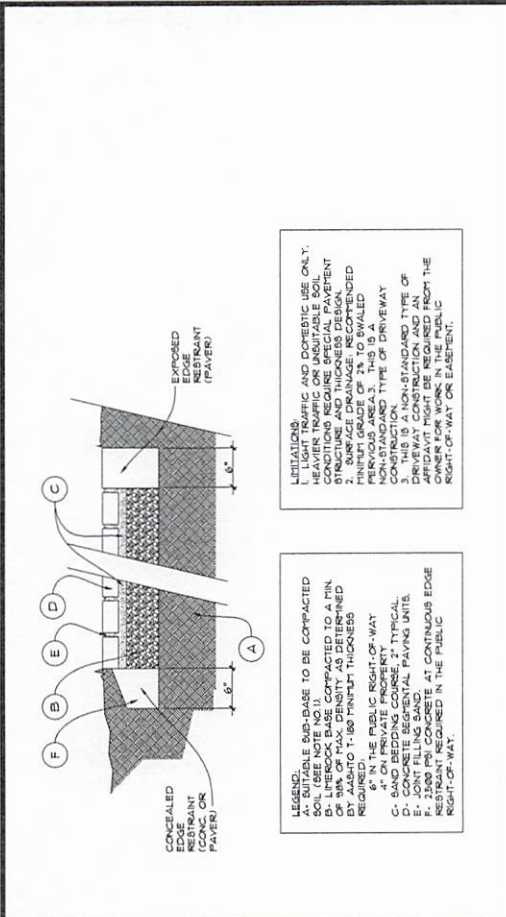 C
D
E
B
F
A
6"
6"
CONCEALED
EDGE
RESTRAINT
(CONC. OR
PAVER)
EXPOSED
EDGE
RESTRAINT
(PAVER)
LEGEND:
A- SUITABLE SUB-BASE TO BE COMPACTED
SOIL (SEE NOTE NO.1).
B- LIMEROCK BASE COMPACTED TO A MIN.
OF 98% OF MAX. DENSITY AS DETERMINED
BY AASHTO T-180 MINIMUM THICKNESS
REQUIRED:
6" IN THE PUBLIC RIGHT-OF-WAY
4" ON PRIVATE PROPERTY
C- SAND BEDDING COURSE, 2" TYPICAL.
D- CONCRETE SEGMENTAL PAVING UNITS.
E- JOINT FILLING SAND.
F- 2,500 PSI CONCRETE AT CONTINUOUS EDGE
RESTRAINT REQUIRED IN THE PUBLIC
RIGHT-OF-WAY.
LIMITATIONS:
1. LIGHT TRAFFIC AND DOMESTIC USE ONLY.
HEAVIER TRAFFIC OR UNSUITABLE SOIL
CONDITIONS REQUIRE SPECIAL PAVEMENT
STRUCTURE AND THICKNESS DESIGN.
2. SURFACE DRAINAGE: RECOMMENDED
MINIMUM GRADE OF 2% TO SWALED
PERVIOUS AREA.3. THIS IS A
NON-STANDARD TYPE OF DRIVEWAY
CONSTRUCTION.
3. THIS IS A NON-STANDARD TYPE OF
DRIVEWAY CONSTRUCTION AND AN
AFFIDAVIT MIGHT BE REQUIRED FROM THE
OWNER FOR WORK IN THE PUBLIC
RIGHT-OF-WAY OR EASEMENT.